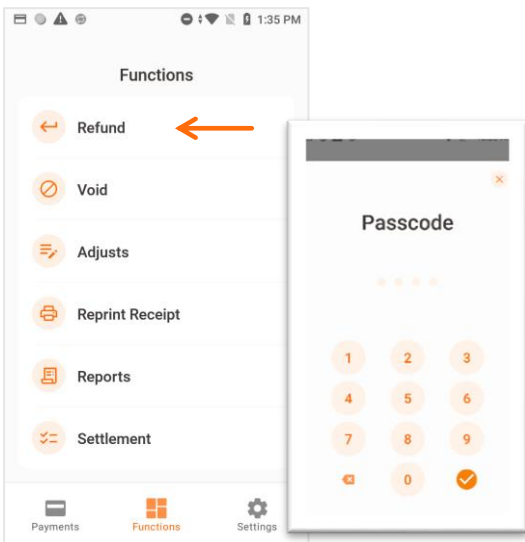 1:35 PM
Functions
Refund
Void
Adjusts
Reprint Receipt
Reports
Settlement
Payments Functions Settings
Passcode
1 2 3
4 5 6
7 8 9
0